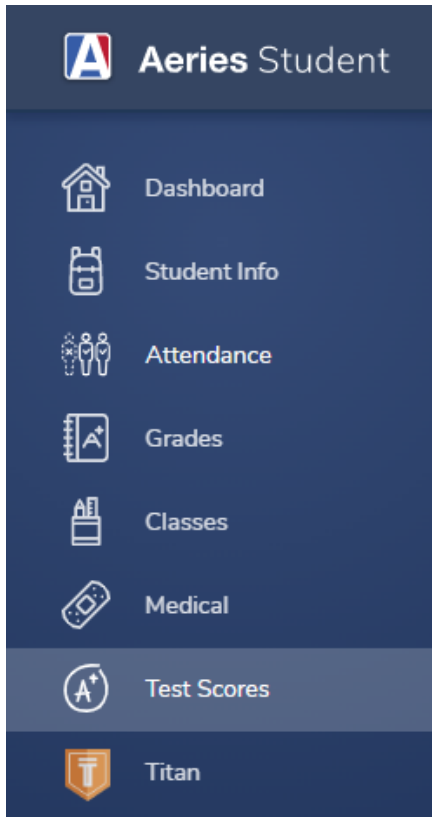 Aeries Student
Dashboard
Student Info
Attendance
Grades
Classes
Medical
Test Scores
Titan